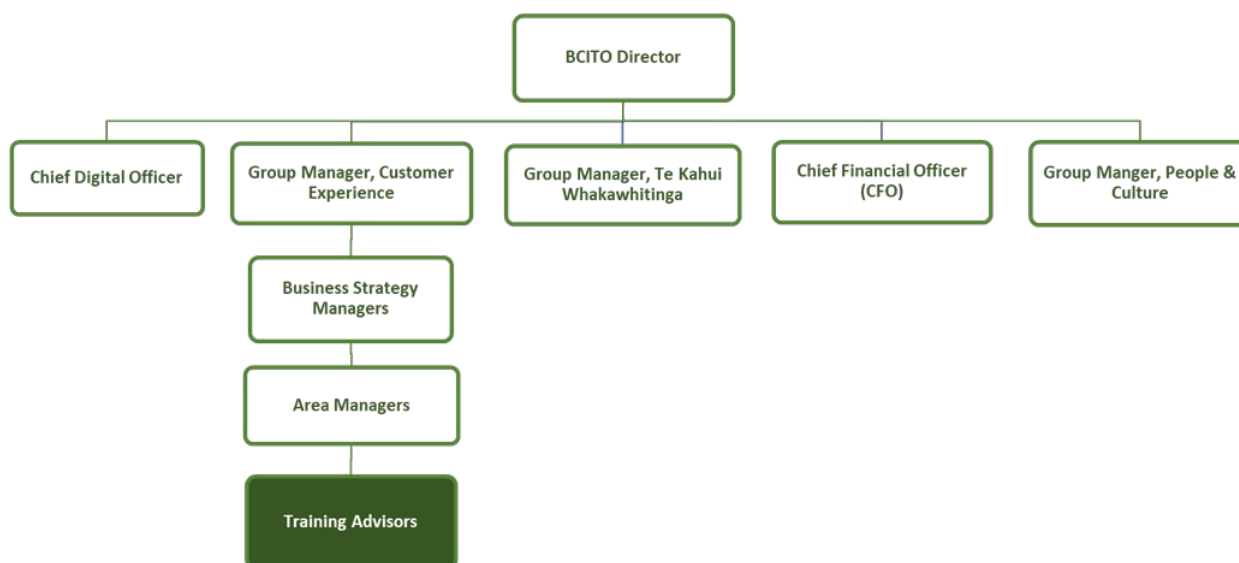 BCITO Director
Chief Digital Officer
Group Manager, Customer
Experience
Group Manager, Te Kahui
Whakawhitinga
Chief Financial Officer
(CFO)
Group Manger, People &
Culture
Business Strategy
Managers
Area Managers
Training Advisors